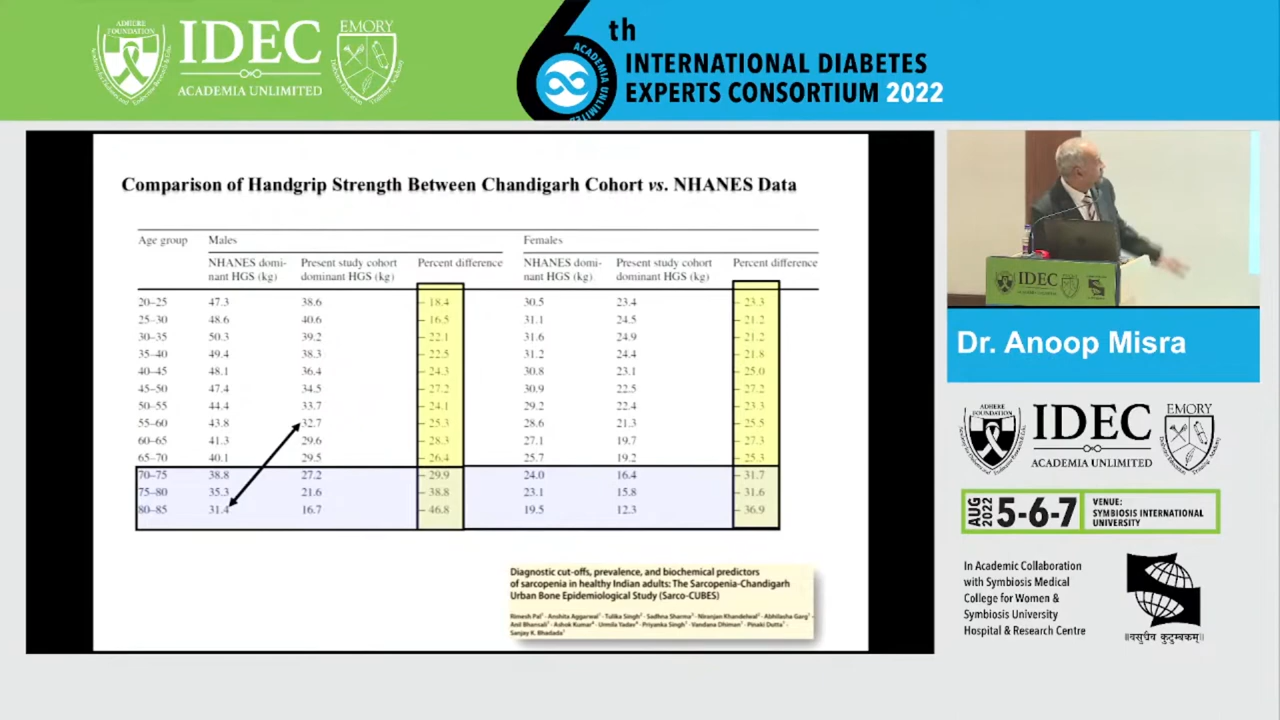 ADHERE FOUNDATION
IDEC
ACADEMIA UNLIMITED
EMORY
6th
ACADEMIA UNLIMITED
INTERNATIONAL DIABETES
EXPERTS CONSORTIUM 2022
Comparison of Handgrip Strength Between Chandigarh Cohort vs. NHANES Data
Age group Males Females
NHANES domi- Present study cohort Percent difference NHANES domi- Present study cohort Percent difference
nant HGS (kg) dominant HGS (kg) nant HGS (kg) dominant HGS (kg)
20–25 47.3 38.6 – 18.4 30.5 23.4 – 23.3
25–30 48.6 40.6 – 16.5 31.1 24.5 – 21.2
30–35 50.3 39.2 – 22.1 31.6 24.9 – 21.2
35–40 49.4 38.3 – 22.5 31.2 24.4 – 21.8
40–45 48.1 36.4 – 24.3 30.8 23.1 – 25.0
45–50 47.4 34.5 – 27.2 30.9 22.5 – 27.2
50–55 44.4 33.7 – 24.1 29.2 22.4 – 23.3
55–60 43.8 32.7 – 25.3 28.6 21.3 – 25.5
60–65 41.3 29.6 – 28.3 27.1 19.7 – 27.3
65–70 40.1 29.5 – 26.4 25.7 19.2 – 25.3
70–75 38.8 27.2 – 29.9 24.0 16.4 – 31.7
75–80 35.3 21.6 – 38.8 23.1 15.8 – 31.6
80–85 31.4 16.7 – 46.8 19.5 12.3 – 36.9
Diagnostic cut-offs, prevalence, and biochemical predictors
of sarcopenia in healthy Indian adults: The Sarcopenia-Chandigarh
Urban Bone Epidemiological Study (Sarco-CUBES)
Rimesh Pal · Anshita Aggarwal · Tulika Singh · Sadhna Sharma · Niranjan Khandelwal · Abhilasha Garg ·
Anil Bhansali · Ashok Kumar · Urmila Yadav · Priyanka Singh · Vandana Dhiman · Pinaki Dutta ·
Sanjay K. Bhadada
IDEC
Dr. Anoop Misra
ADHERE FOUNDATION
IDEC
ACADEMIA UNLIMITED
EMORY
AUG 2022
5-6-7
VENUE:
SYMBIOSIS INTERNATIONAL
UNIVERSITY
In Academic Collaboration
with Symbiosis Medical
College for Women &
Symbiosis University
Hospital & Research Centre
॥वसुधैव कुटुम्बकम्॥